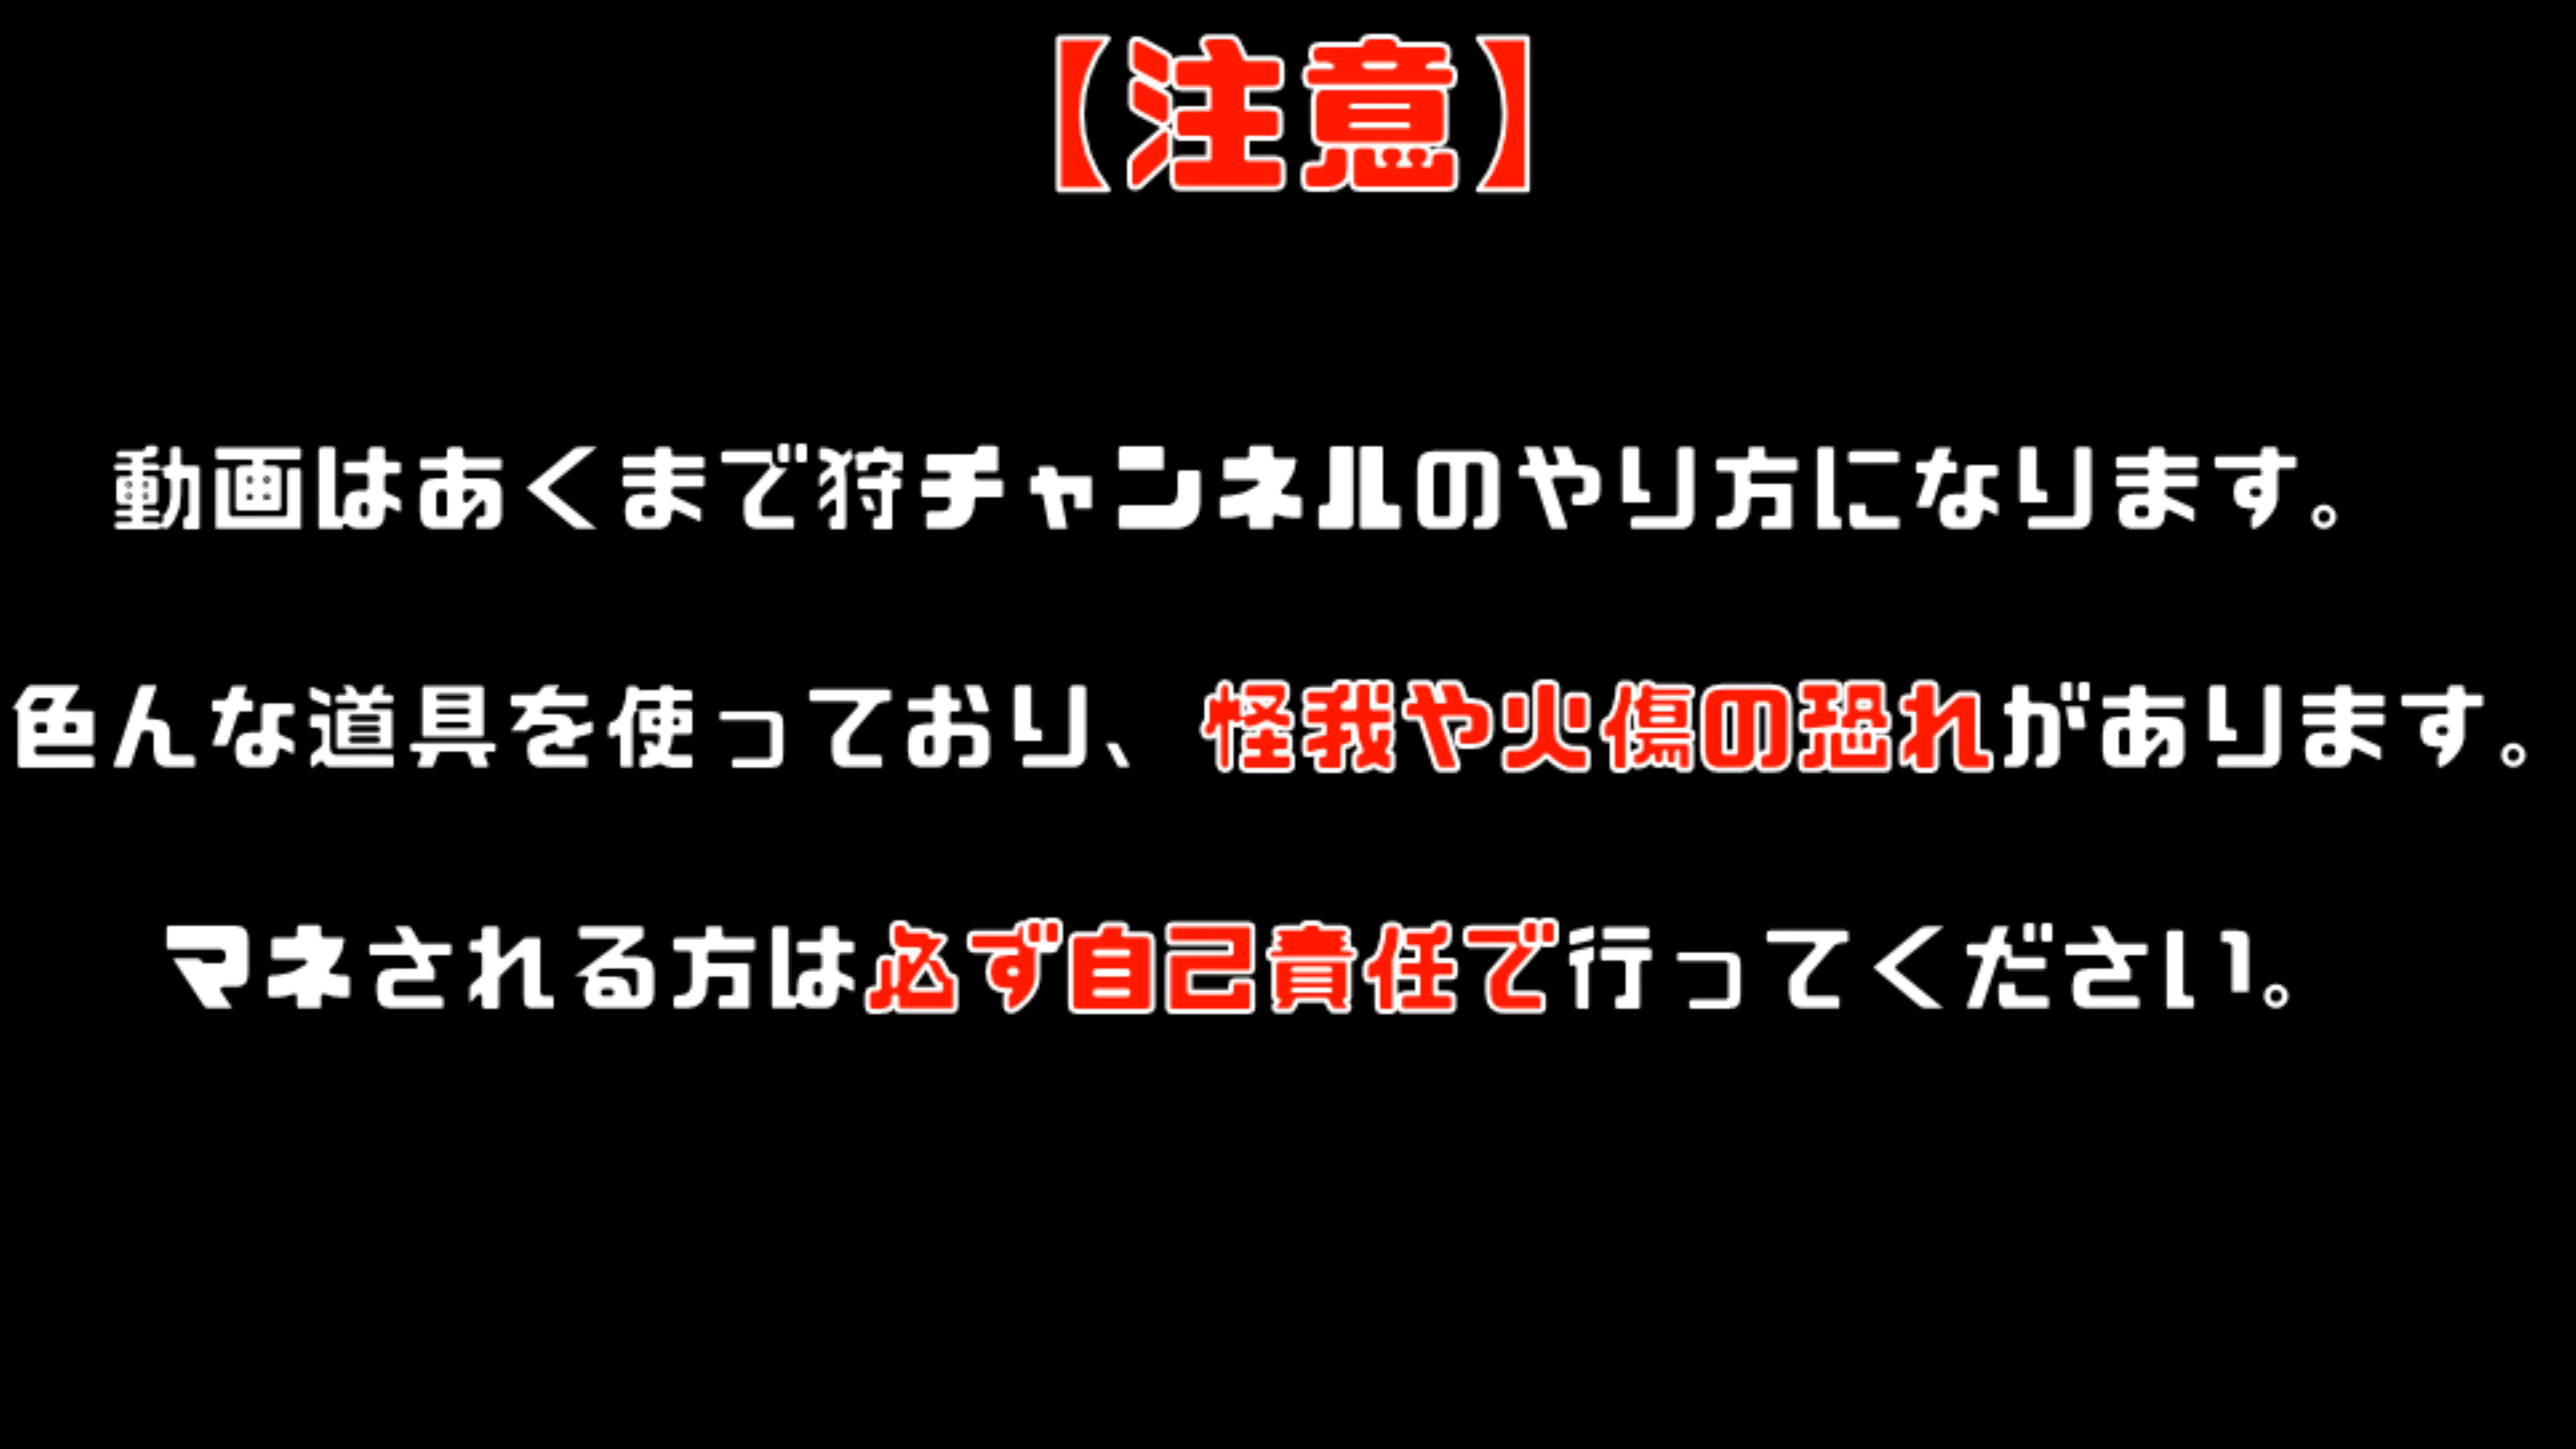 【注意】
動画はあくまで狩チャンネルのやり方になります。
色んな道具を使っており、怪我や火傷の恐れがあります。
マネされる方は必ず自己責任で行ってください。